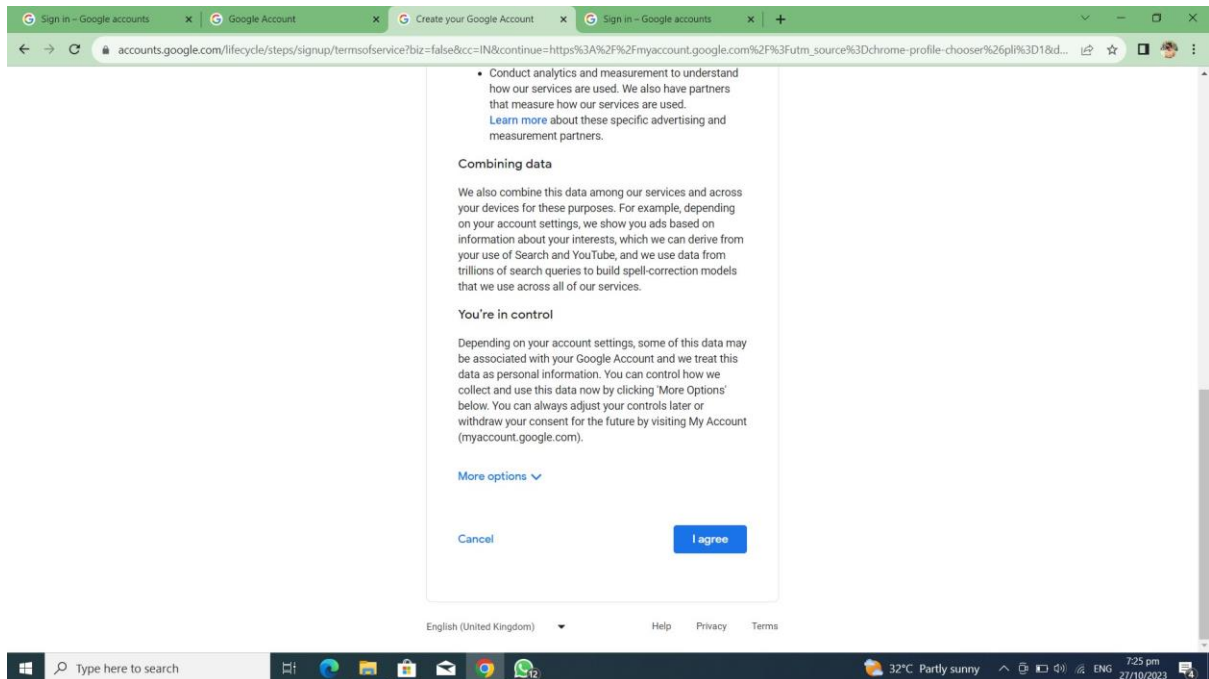 Sign in – Google accounts
Google Account
Create your Google Account
Sign in – Google accounts
accounts.google.com/lifecycle/steps/signup/termsofservice?biz=false&cc=IN&continue=https%3A%2F%2Fmyaccount.google.com%2F%3Futm_source%3Dchrome-profile-chooser%26pli%3D1&d...
• Conduct analytics and measurement to understand
how our services are used. We also have partners
that measure how our services are used.
Learn more about these specific advertising and
measurement partners.
Combining data
We also combine this data among our services and across
your devices for these purposes. For example, depending
on your account settings, we show you ads based on
information about your interests, which we can derive from
your use of Search and YouTube, and we use data from
trillions of search queries to build spell-correction models
that we use across all of our services.
You're in control
Depending on your account settings, some of this data may
be associated with your Google Account and we treat this
data as personal information. You can control how we
collect and use this data now by clicking 'More Options'
below. You can always adjust your controls later or
withdraw your consent for the future by visiting My Account
(myaccount.google.com).
More options
Cancel
I agree
English (United Kingdom)
Help Privacy Terms
Type here to search
12
32°C Partly sunny
ENG
7:25 pm
27/10/2023
4